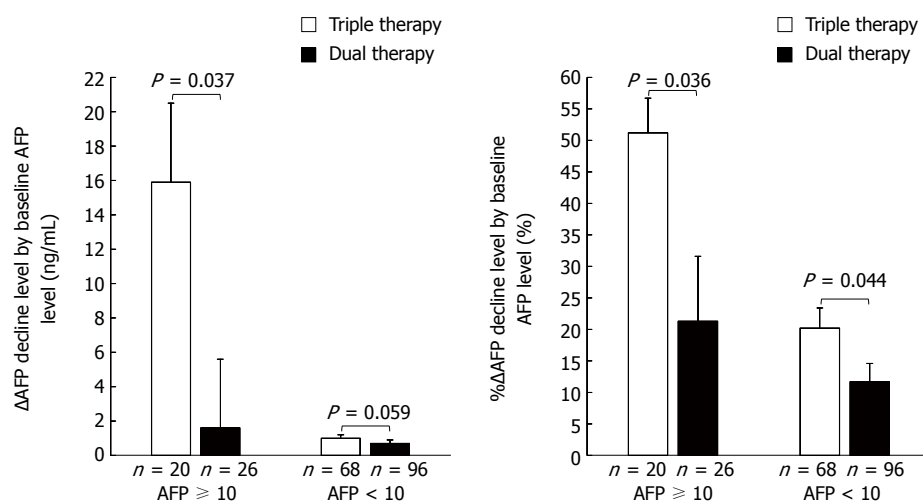 Triple therapy
Dual therapy
ΔAFP decline level by baseline AFP
level (ng/mL)
22
20
18
16
14
12
10
8
6
4
2
0
P = 0.037
P = 0.059
n = 20 n = 26 n = 68 n = 96
AFP ⩾ 10 AFP < 10
Triple therapy
Dual therapy
%ΔAFP decline level by baseline
AFP level (%)
60
55
50
45
40
35
30
25
20
15
10
5
0
P = 0.036
P = 0.044
n = 20 n = 26 n = 68 n = 96
AFP ⩾ 10 AFP < 10